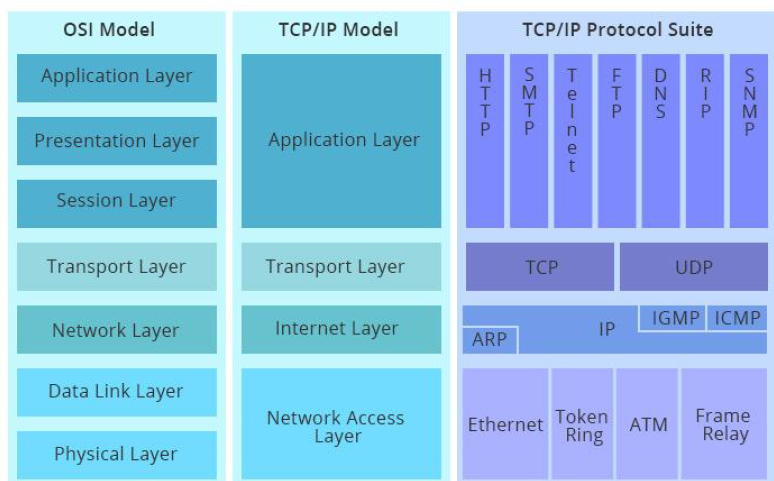 OSI Model
Application Layer
Presentation Layer
Session Layer
Transport Layer
Network Layer
Data Link Layer
Physical Layer
TCP/IP Model
Application Layer
Transport Layer
Internet Layer
Network Access
Layer
TCP/IP Protocol Suite
HTTP
SMTP
Telnet
FTP
DNS
RIP
SNMP
TCP
UDP
ARP
IP
IGMP
ICMP
Ethernet
Token
Ring
ATM
Frame
Relay